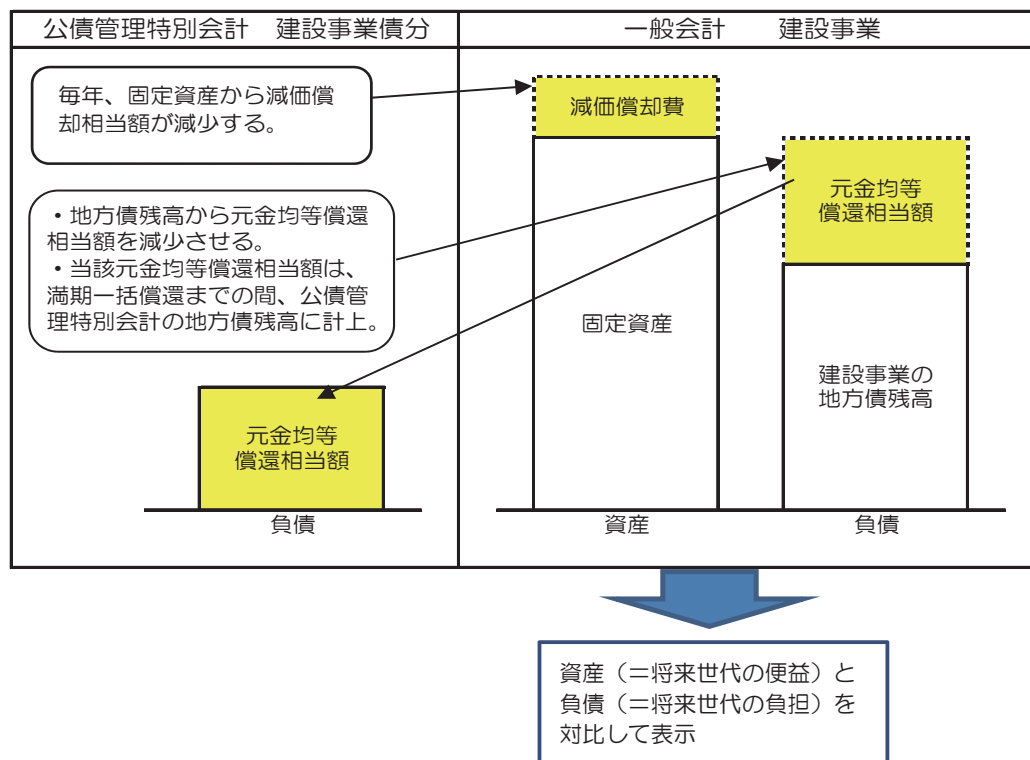 公債管理特別会計　建設事業債分
一般会計　　建設事業
毎年、固定資産から減価償
却相当額が減少する。
・地方債残高から元金均等償還
相当額を減少させる。
・当該元金均等償還相当額は、
満期一括償還までの間、公債管
理特別会計の地方債残高に計上。
元金均等
償還相当額
負債
減価償却費
固定資産
資産
元金均等
償還相当額
建設事業の
地方債残高
負債
資産（＝将来世代の便益）と
負債（＝将来世代の負担）を
対比して表示